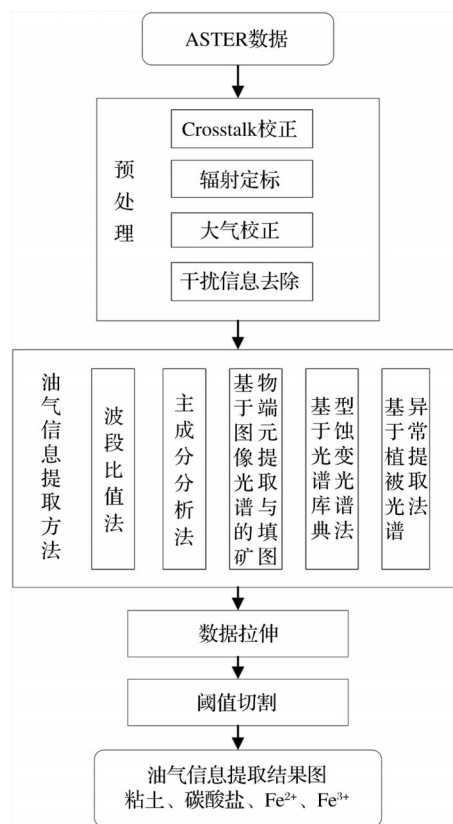 ASTER数据
预处理
Crosstalk校正
辐射定标
大气校正
干扰信息去除
油气信息提取方法
波段比值法
主成分分析法
基于图像光谱的矿
物端元提取与填图
基于光谱库典
型蚀变光谱法
基于植被光谱
异常提取法
数据拉伸
阈值切割
油气信息提取结果图
粘土、碳酸盐、Fe²⁺、Fe³⁺